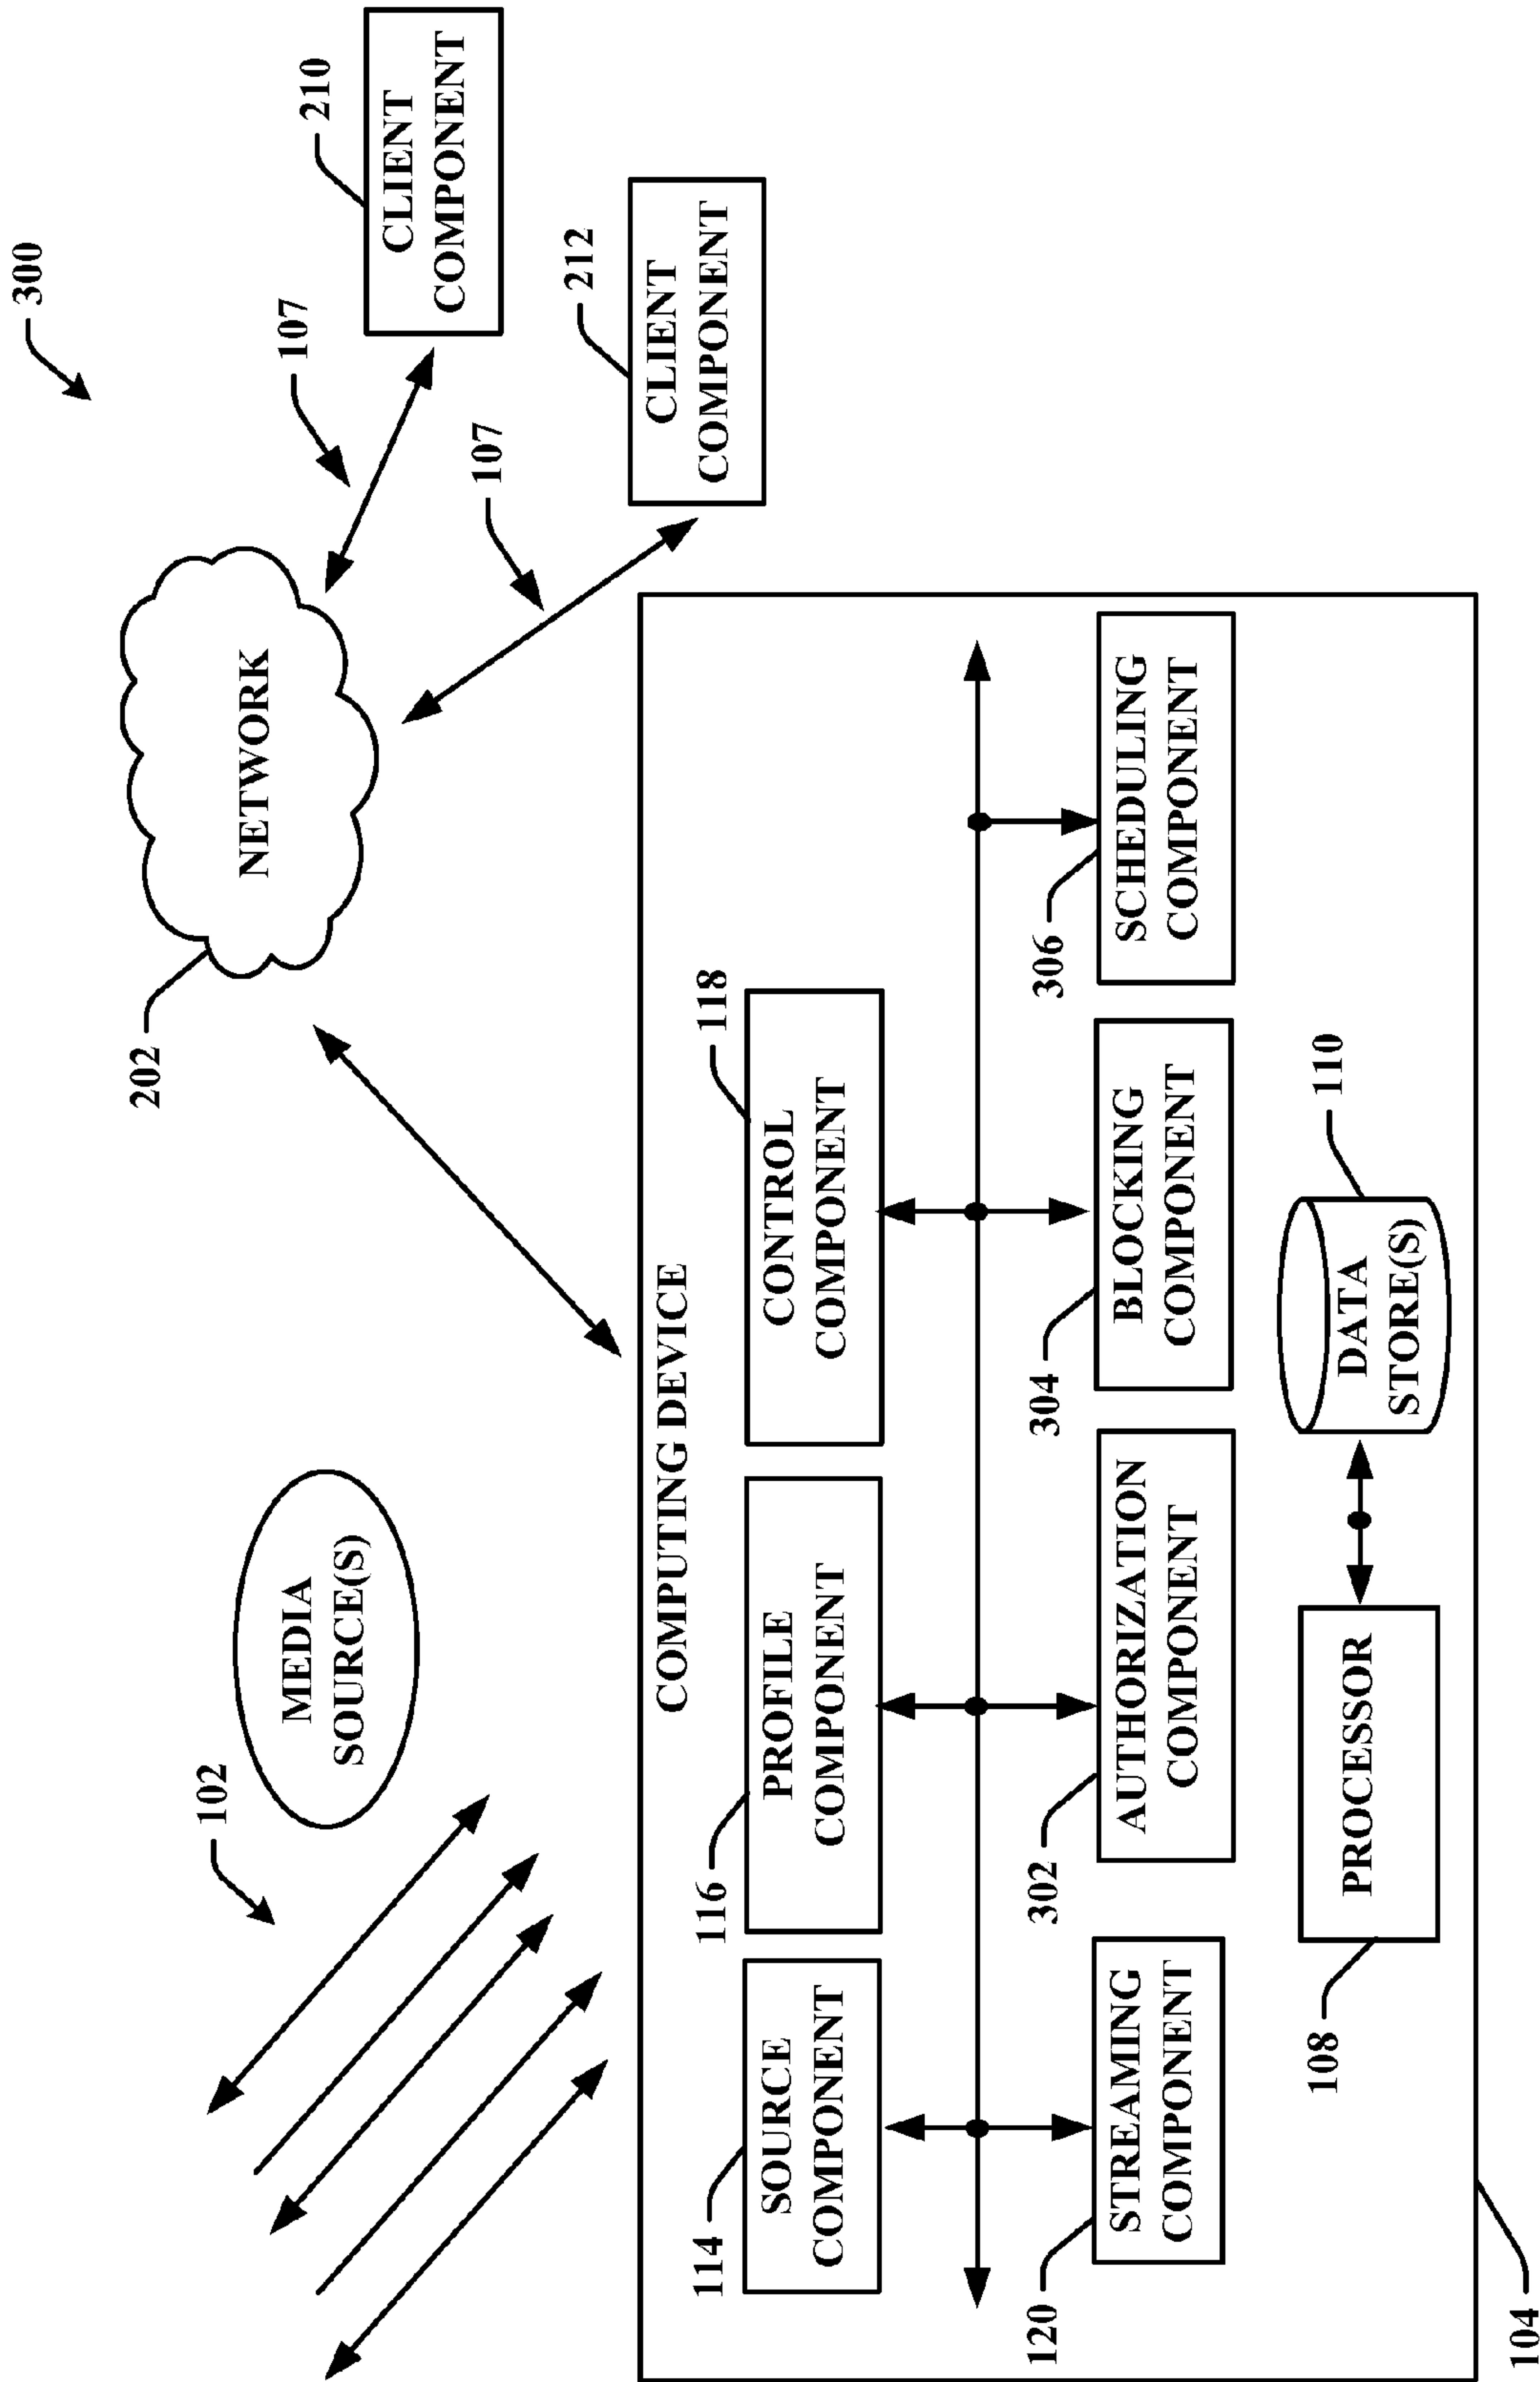 300
102
MEDIA
SOURCE(S)
202
NETWORK
107
107
210
CLIENT
COMPONENT
212
CLIENT
COMPONENT
COMPUTING DEVICE
114
SOURCE
COMPONENT
116
PROFILE
COMPONENT
118
CONTROL
COMPONENT
120
STREAMING
COMPONENT
302
AUTHORIZATION
COMPONENT
304
BLOCKING
COMPONENT
306
SCHEDULING
COMPONENT
108
PROCESSOR
110
DATA
STORE(S)
104